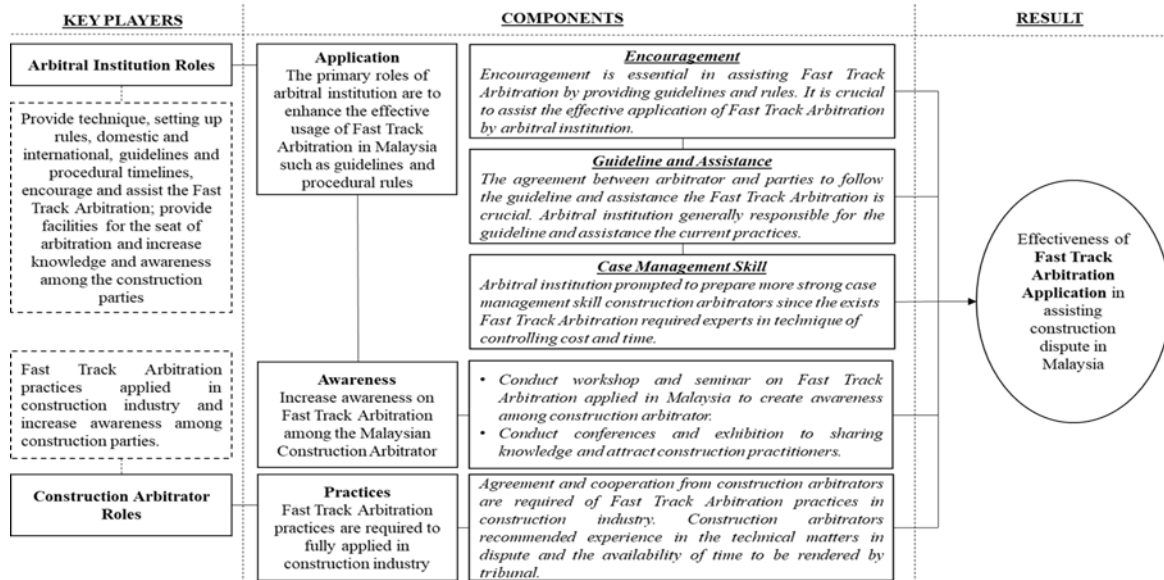 KEY PLAYERS
COMPONENTS
RESULT
Arbitral Institution Roles
Provide technique, setting up
rules, domestic and
international, guidelines and
procedural timelines,
encourage and assist the Fast
Track Arbitration; provide
facilities for the seat of
arbitration and increase
knowledge and awareness
among the construction
parties
Fast Track Arbitration
practices applied in
construction industry and
increase awareness among
construction parties.
Construction Arbitrator
Roles
Application
The primary roles of
arbitral institution are to
enhance the effective
usage of Fast Track
Arbitration in Malaysia
such as guidelines and
procedural rules
Awareness
Increase awareness on
Fast Track Arbitration
among the Malaysian
Construction Arbitrator
Practices
Fast Track Arbitration
practices are required to
fully applied in
construction industry
Encouragement
Encouragement is essential in assisting Fast Track
Arbitration by providing guidelines and rules. It is crucial
to assist the effective application of Fast Track Arbitration
by arbitral institution.
Guideline and Assistance
The agreement between arbitrator and parties to follow
the guideline and assistance the Fast Track Arbitration is
crucial. Arbitral institution generally responsible for the
guideline and assistance the current practices.
Case Management Skill
Arbitral institution prompted to prepare more strong case
management skill construction arbitrators since the exists
Fast Track Arbitration required experts in technique of
controlling cost and time.
• Conduct workshop and seminar on Fast Track
Arbitration applied in Malaysia to create awareness
among construction arbitrator.
• Conduct conferences and exhibition to sharing
knowledge and attract construction practitioners.
Agreement and cooperation from construction arbitrators
are required of Fast Track Arbitration practices in
construction industry. Construction arbitrators
recommended experience in the technical matters in
dispute and the availability of time to be rendered by
tribunal.
Effectiveness of
Fast Track
Arbitration
Application in
assisting
construction
dispute in
Malaysia